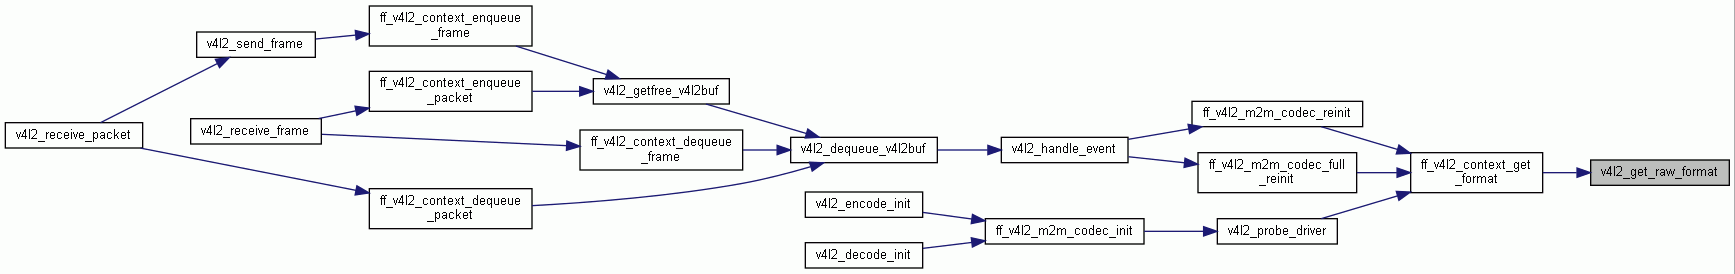 ff_v4l2_context_enqueue
_frame
v4l2_send_frame
ff_v4l2_context_enqueue
_packet
v4l2_getfree_v4l2buf
v4l2_receive_packet
v4l2_receive_frame
ff_v4l2_context_dequeue
_frame
v4l2_dequeue_v4l2buf
v4l2_handle_event
ff_v4l2_m2m_codec_reinit
ff_v4l2_m2m_codec_full
_reinit
ff_v4l2_context_get
_format
v4l2_get_raw_format
ff_v4l2_context_dequeue
_packet
v4l2_encode_init
ff_v4l2_m2m_codec_init
v4l2_probe_driver
v4l2_decode_init